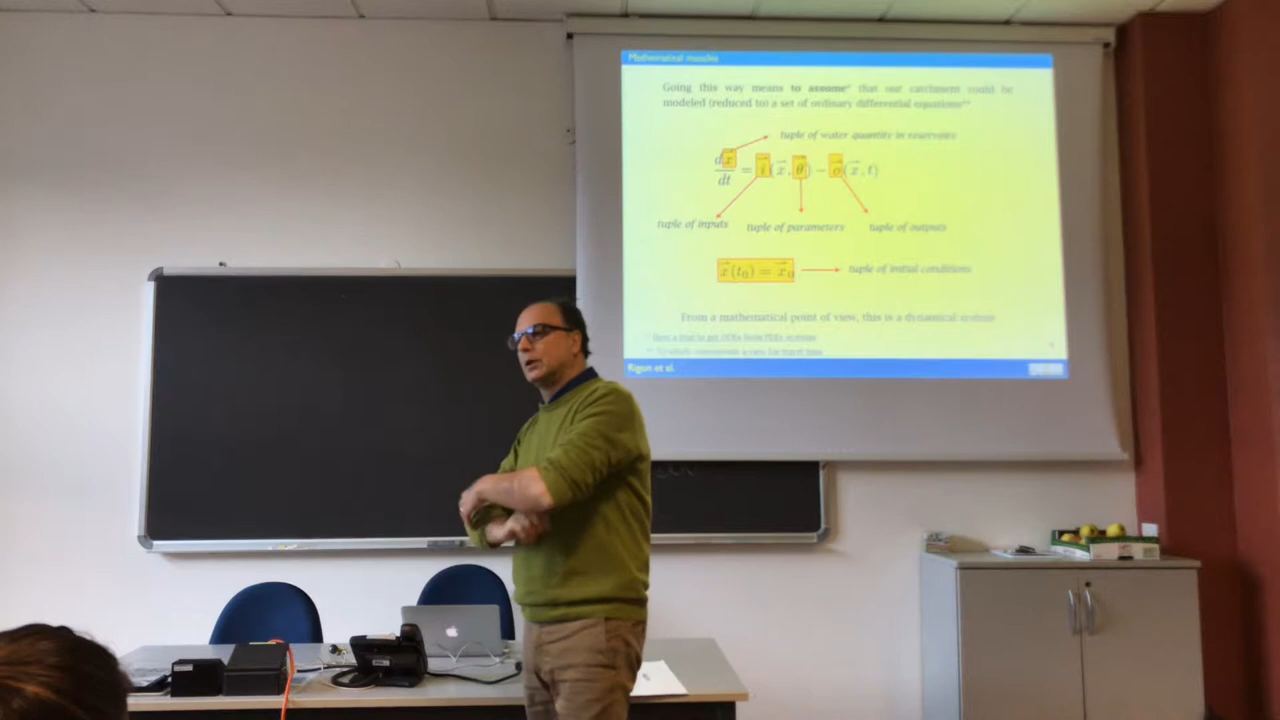 Mathematical muscles
Going this way means to assume* that our catchment could be
modeled (reduced to) a set of ordinary differential equations**
tuple of water quantity in reservoirs
dx⃗/dt = i⃗(x⃗, θ⃗) − o⃗(x⃗, t)
tuple of inputs
tuple of parameters
tuple of outputs
x⃗(t₀) = x⃗₀
tuple of initial conditions
From a mathematical point of view, this is a dynamical system
Rigon et al.